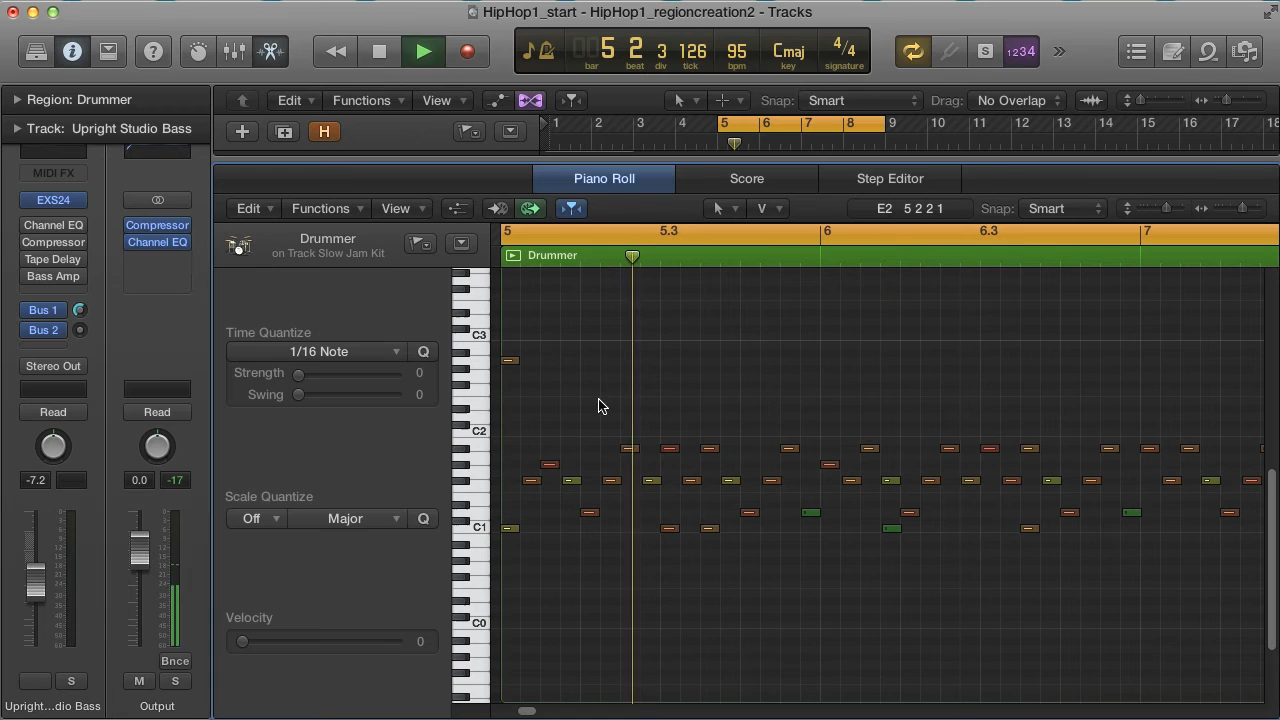 HipHop1_start - HipHop1_regioncreation2 - Tracks
5 2 3 126 95 Cmaj 4/4
bar beat div tick bpm key signature
S 1234
Region: Drummer
Edit Functions View Snap: Smart Drag: No Overlap
Track: Upright Studio Bass
H
1 2 3 4 5 6 7 8 9 10 11 12 13 14 15 16 17 18
MIDI FX
Piano Roll Score Step Editor
EXS24
Edit Functions View V E2 5 2 2 1 Snap: Smart
Channel EQ Compressor
Compressor Channel EQ
Tape Delay
Bass Amp
Drummer
on Track Slow Jam Kit
5 5.3 6 6.3 7
Drummer
Bus 1
Bus 2
Stereo Out
Read Read
-7.2 0.0 -17
Time Quantize
1/16 Note Q
Strength 0
Swing 0
Scale Quantize
Off Major Q
Velocity
0
C3
C2
C1
C0
Bnce
S M S
Upright...dio Bass Output